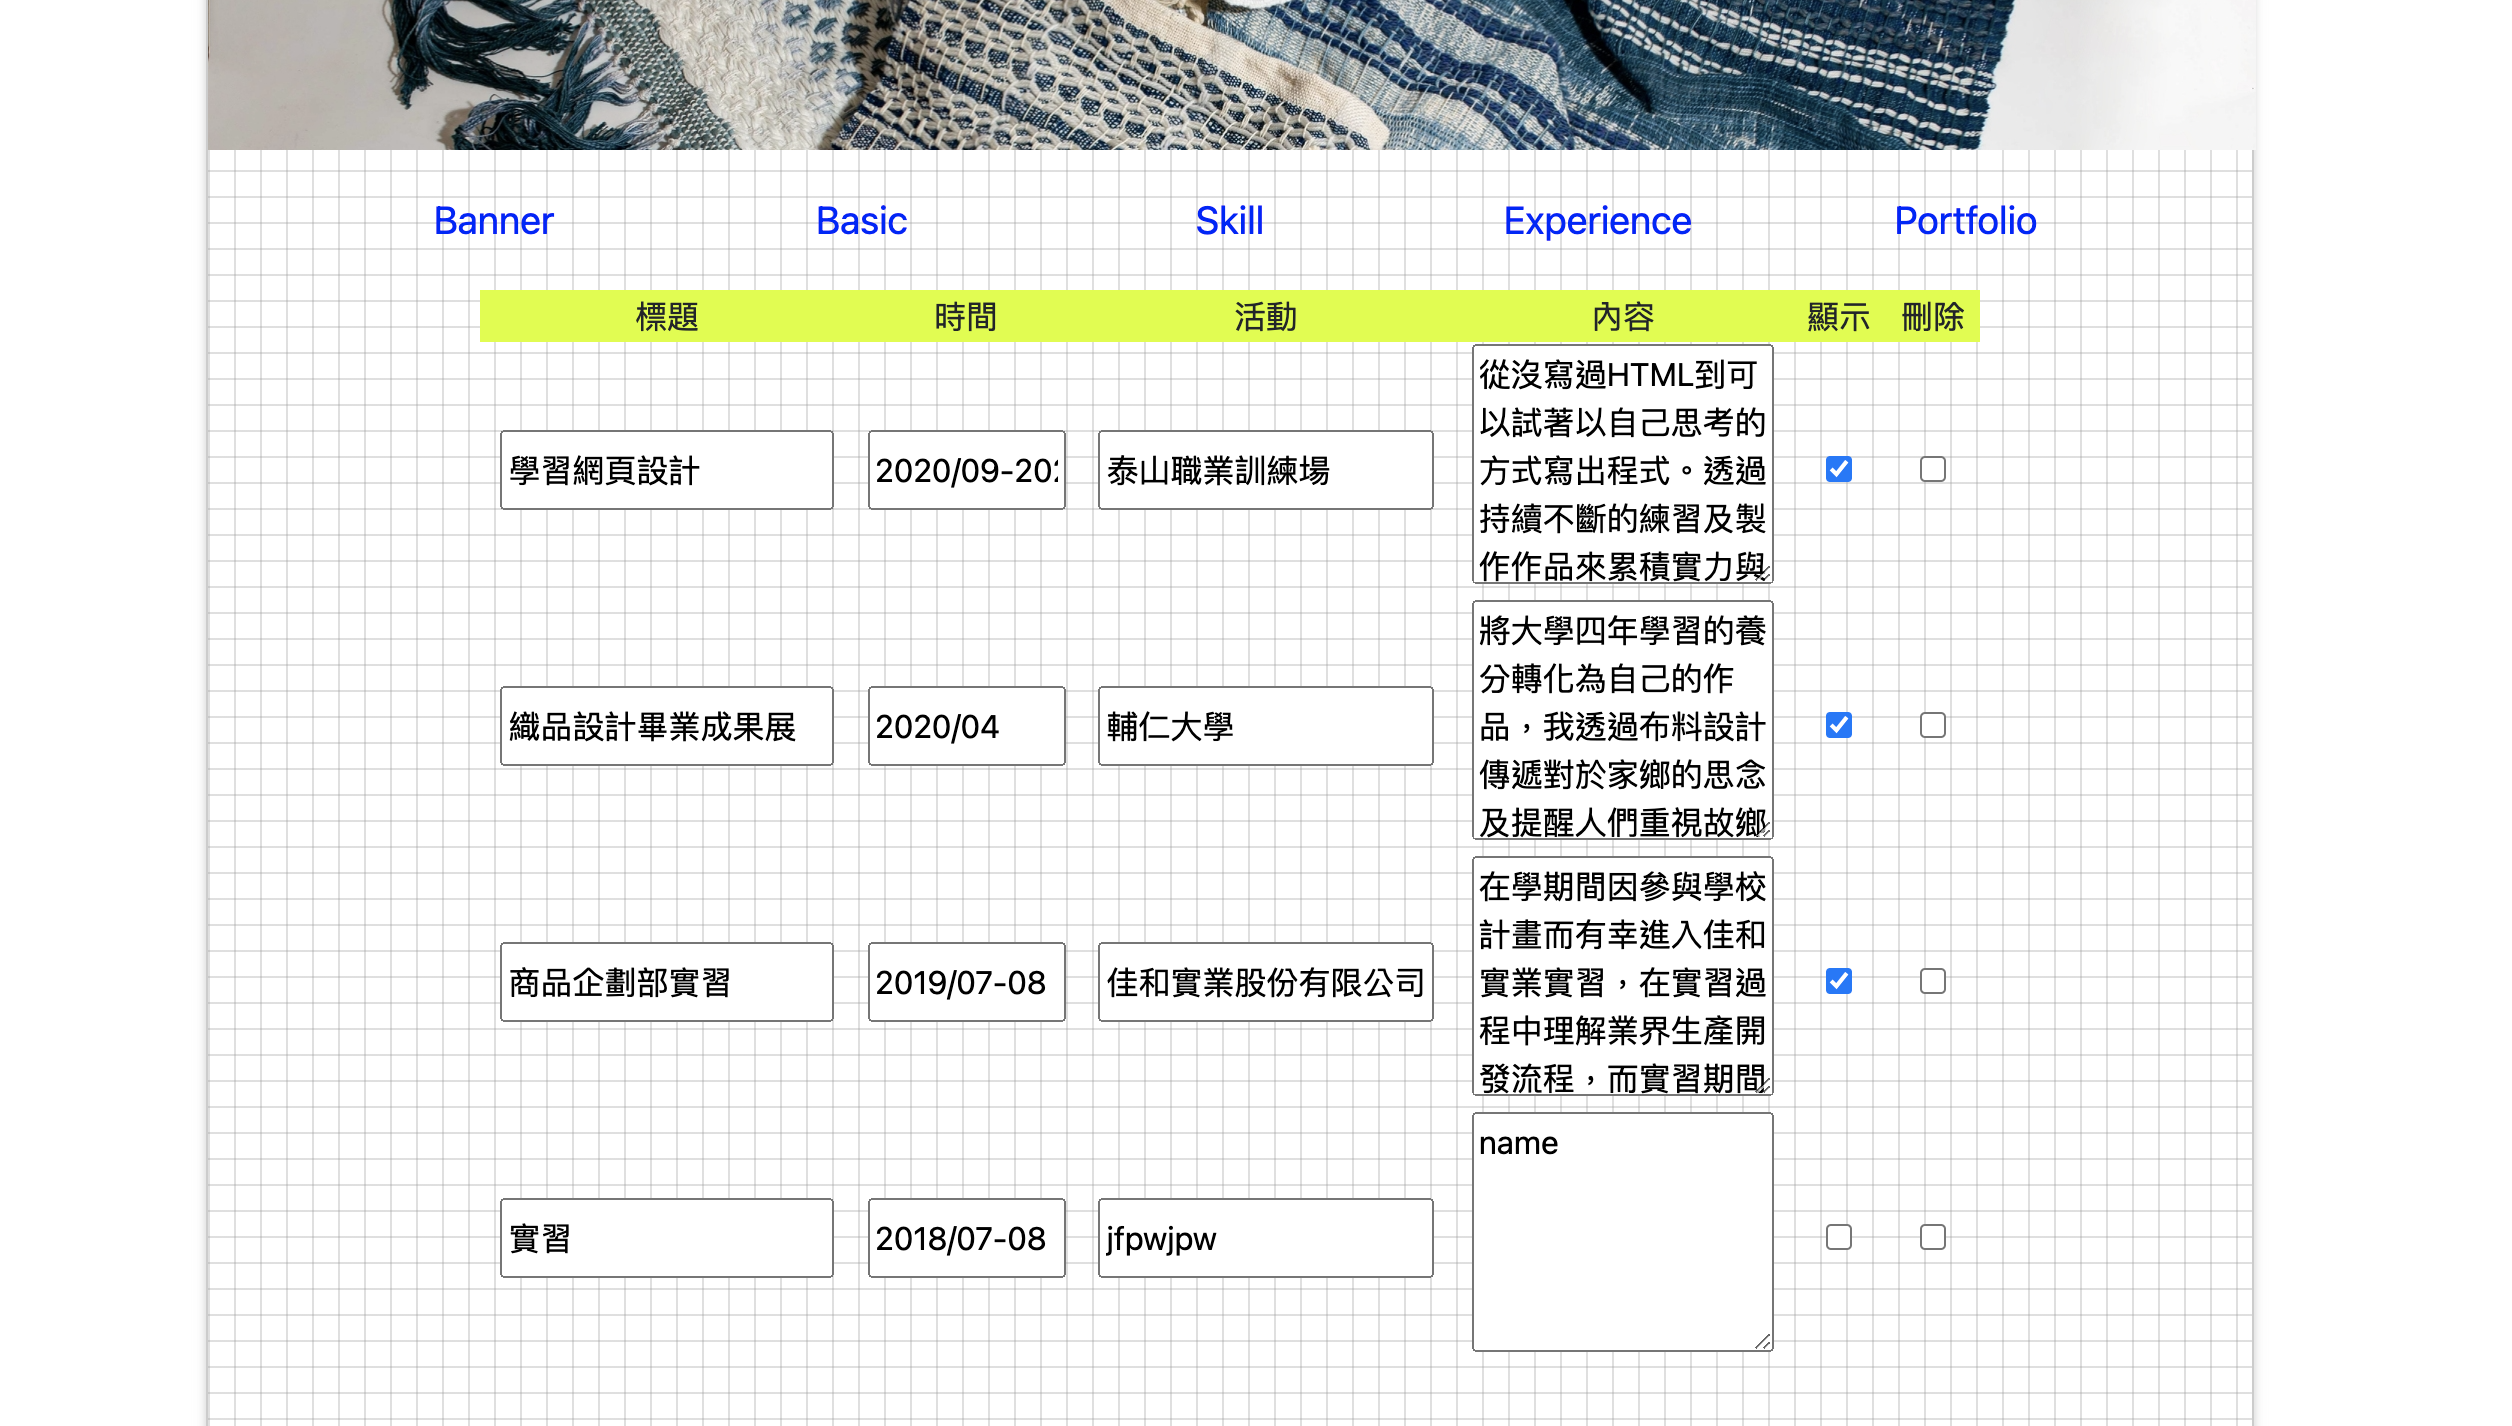 Banner Basic Skill Experience Portfolio
標題 時間 活動 內容 顯示 刪除
學習網頁設計
2020/09-202
泰山職業訓練場
從沒寫過HTML到可
以試著以自己思考的
方式寫出程式。透過
持續不斷的練習及製
作作品來累積實力與
織品設計畢業成果展
2020/04
輔仁大學
將大學四年學習的養
分轉化為自己的作
品，我透過布料設計
傳遞對於家鄉的思念
及提醒人們重視故鄉
商品企劃部實習
2019/07-08
佳和實業股份有限公司
在學期間因參與學校
計畫而有幸進入佳和
實業實習，在實習過
程中理解業界生產開
發流程，而實習期間
實習
2018/07-08
jfpwjpw
name